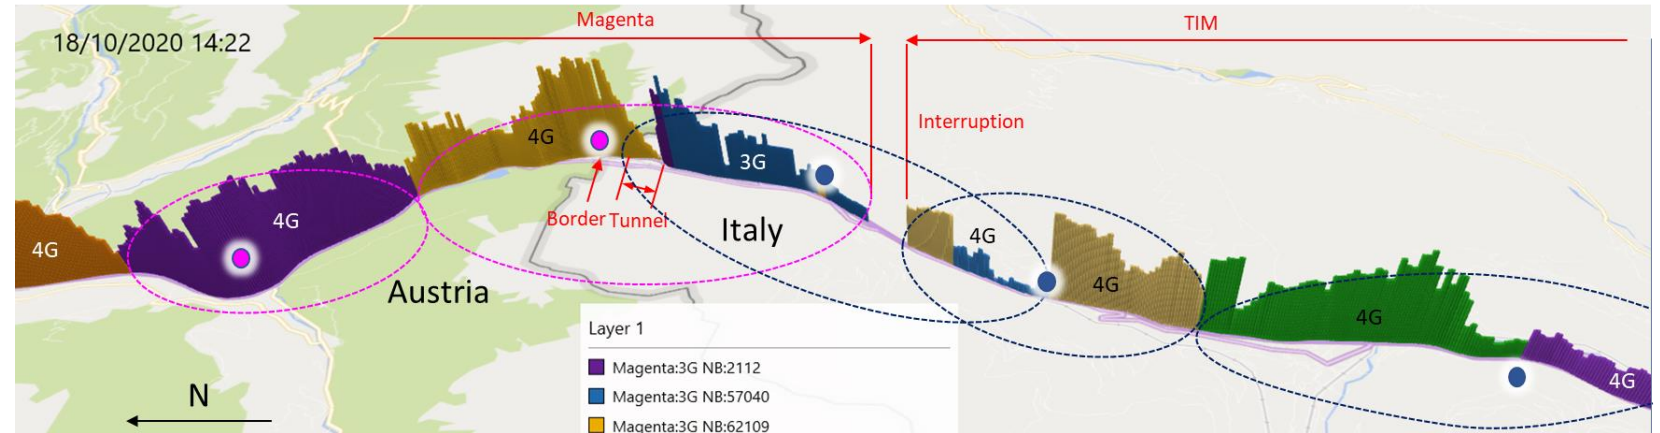 18/10/2020 14:22
Magenta
TIM
Interruption
4G
4G
4G
3G
Border Tunnel
Italy
Austria
4G
4G
4G
4G
N
Layer 1
Magenta:3G NB:2112
Magenta:3G NB:57040
Magenta:3G NB:62109